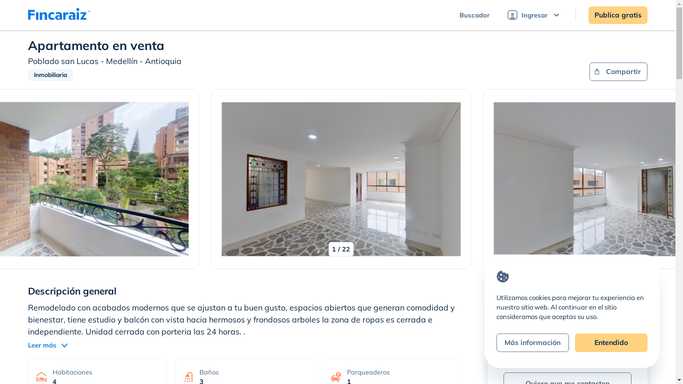 Fincaraiz
Buscador
Ingresar
Publica gratis
Apartamento en venta
Poblado san Lucas - Medellín - Antioquia
Inmobiliaria
Compartir
1 / 22
Descripción general
Remodelado con acabados modernos que se ajustan a tu buen gusto, espacios abiertos que generan comodidad y
bienestar, tiene estudio y balcón con vista hacia hermosos y frondosos arboles la zona de ropas es cerrada e
independiente. Unidad cerrada con porteria las 24 horas. .
Leer más
Habitaciones
4
Baños
3
Parqueaderos
1
Utilizamos cookies para mejorar tu experiencia en
nuestro sitio web. Al continuar en el sitio
consideramos que aceptas su uso.
Más información
Entendido
Quiero que me contacten